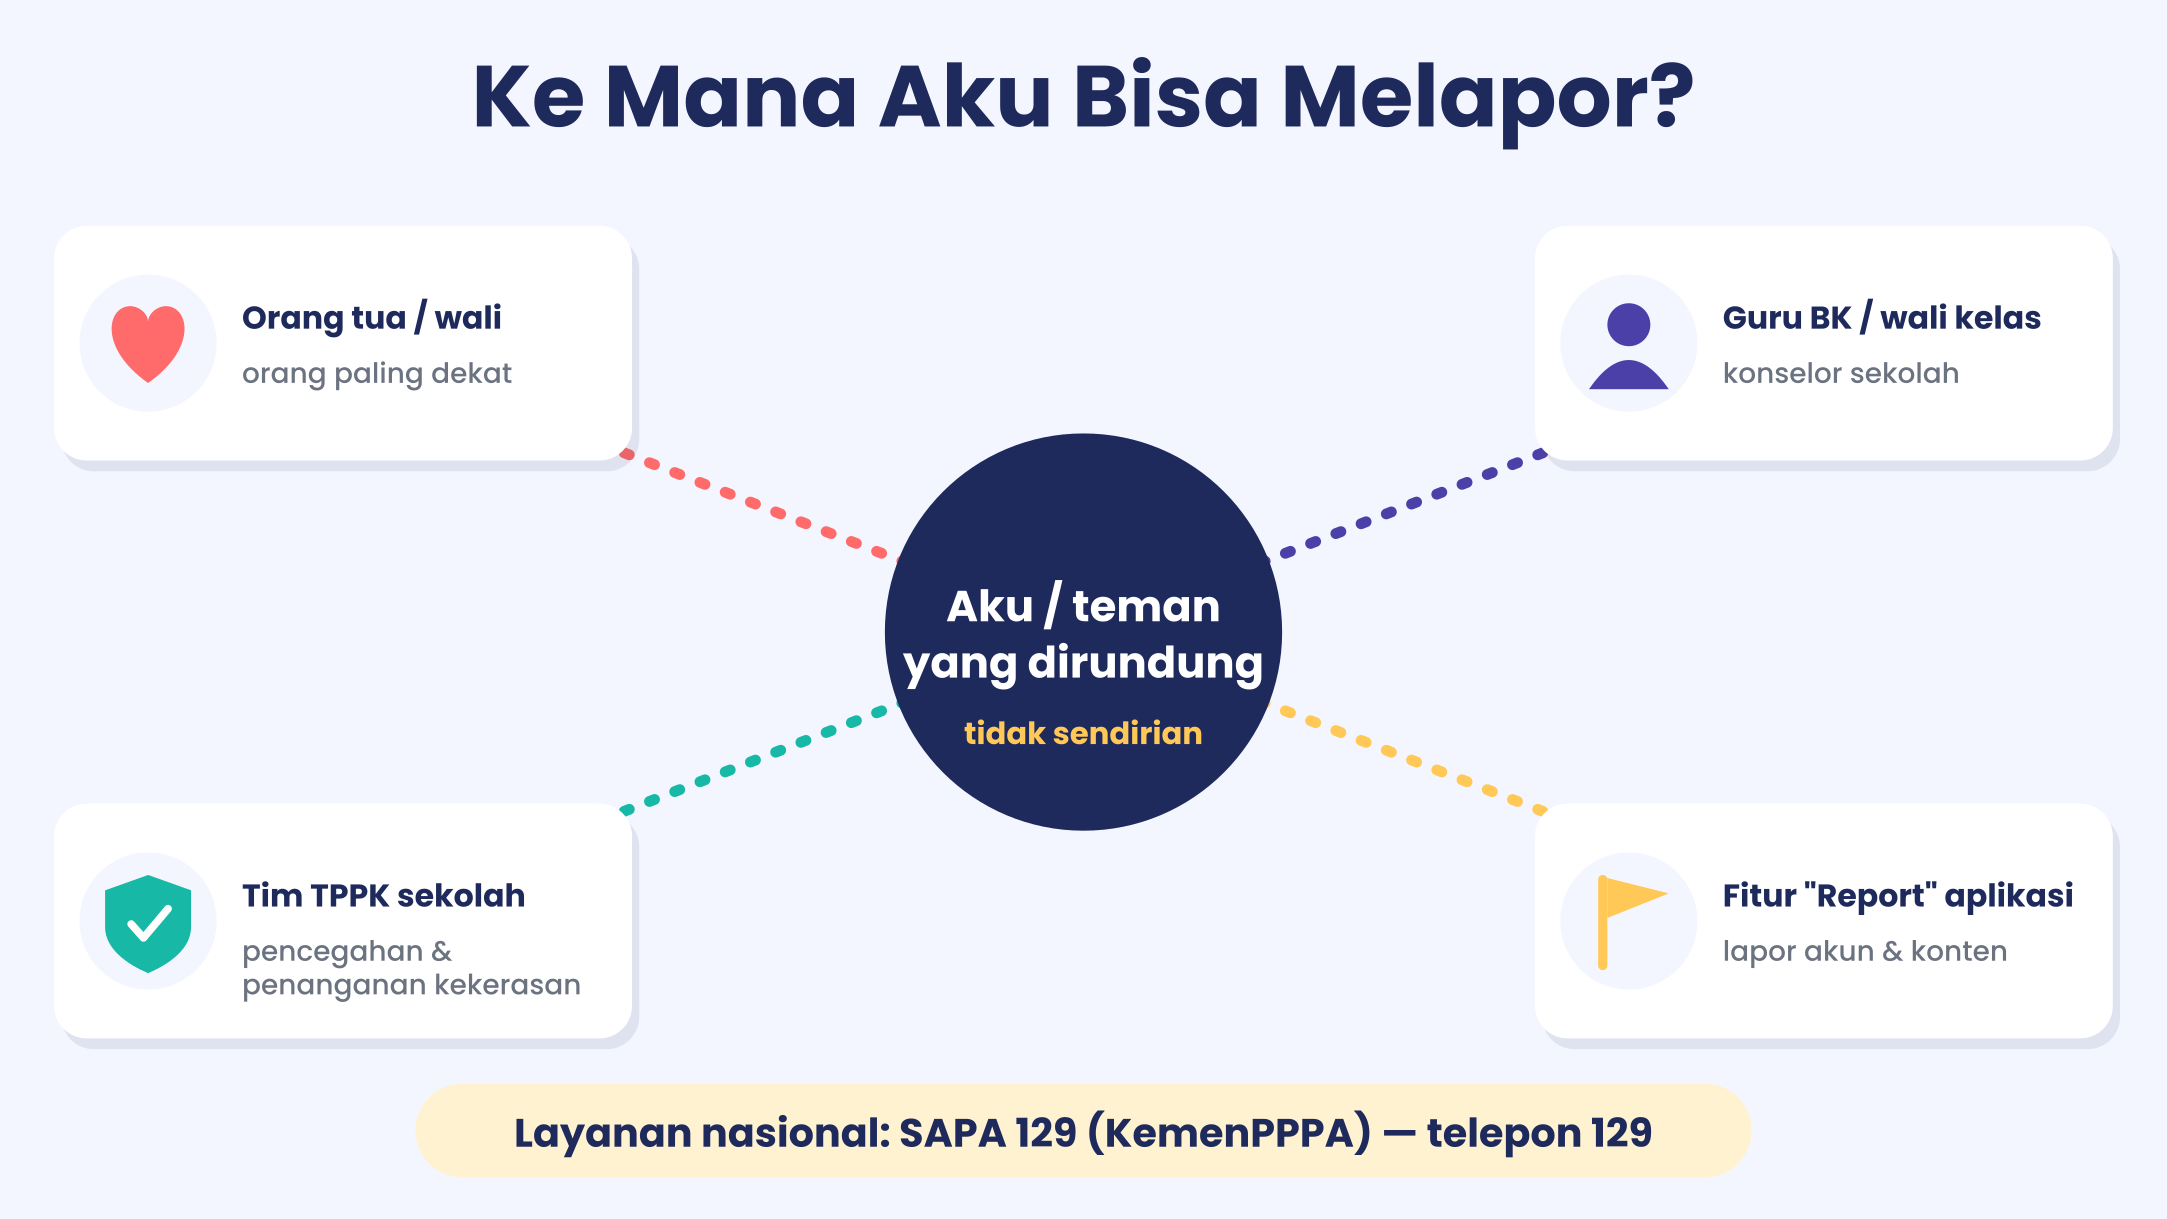 Ke Mana Aku Bisa Melapor?
Orang tua / wali
orang paling dekat
Guru BK / wali kelas
konselor sekolah
Aku / teman
yang dirundung
tidak sendirian
Tim TPPK sekolah
pencegahan &
penanganan kekerasan
Fitur "Report" aplikasi
lapor akun & konten
Layanan nasional: SAPA 129 (KemenPPPA) — telepon 129